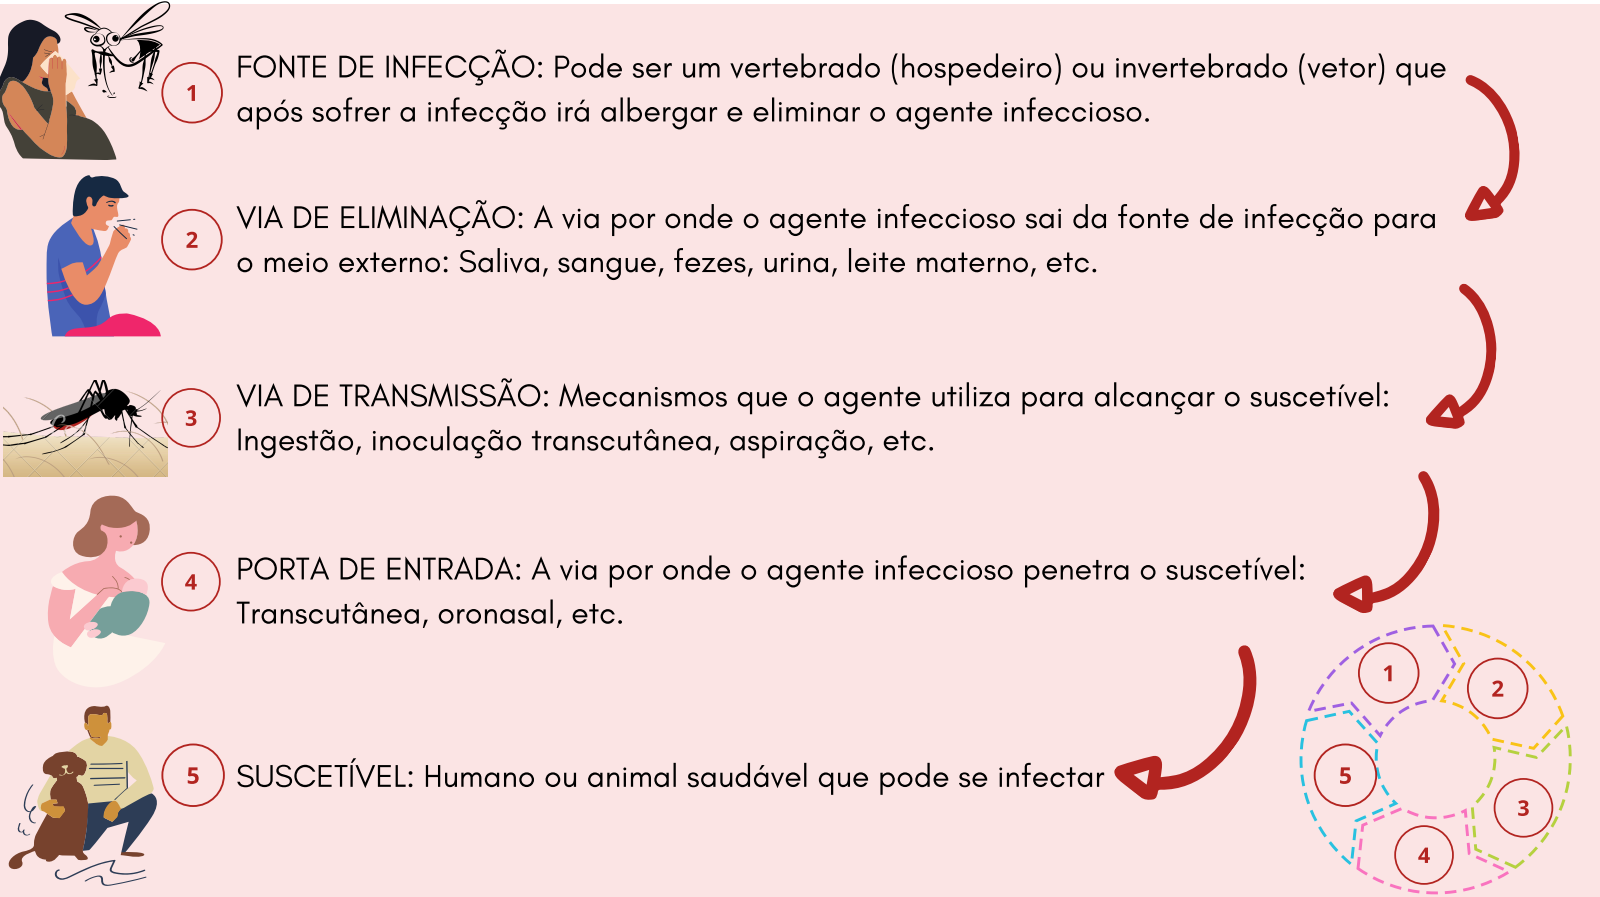 1
FONTE DE INFECÇÃO: Pode ser um vertebrado (hospedeiro) ou invertebrado (vetor) que
após sofrer a infecção irá albergar e eliminar o agente infeccioso.
2
VIA DE ELIMINAÇÃO: A via por onde o agente infeccioso sai da fonte de infecção para
o meio externo: Saliva, sangue, fezes, urina, leite materno, etc.
3
VIA DE TRANSMISSÃO: Mecanismos que o agente utiliza para alcançar o suscetível:
Ingestão, inoculação transcutânea, aspiração, etc.
4
PORTA DE ENTRADA: A via por onde o agente infeccioso penetra o suscetível:
Transcutânea, oronasal, etc.
5
SUSCETÍVEL: Humano ou animal saudável que pode se infectar
1
2
3
4
5